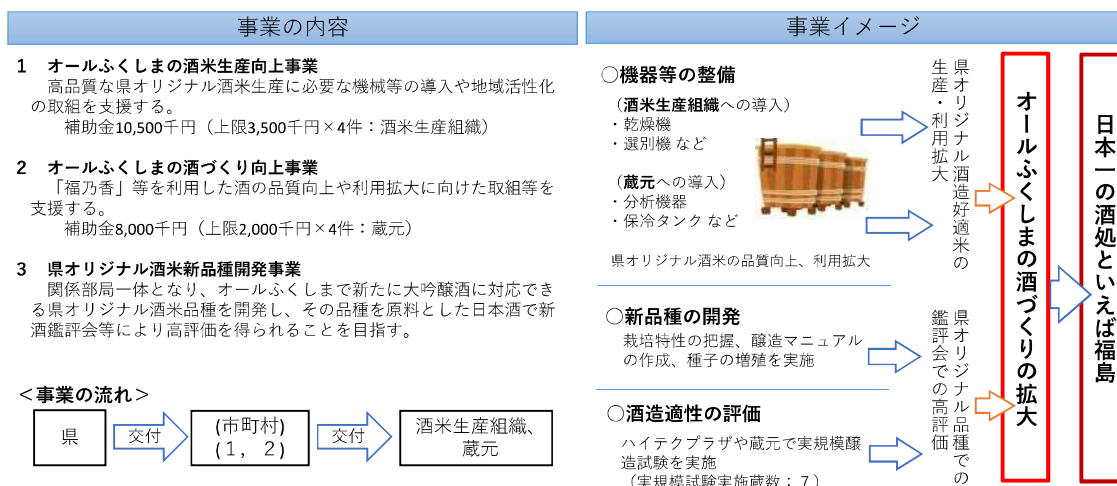 事業の内容
1 オールふくしまの酒米生産向上事業
高品質な県オリジナル酒米生産に必要な機械等の導入や地域活性化
の取組を支援する。
補助金10,500千円（上限3,500千円×4件：酒米生産組織）
2 オールふくしまの酒づくり向上事業
「福乃香」等を利用した酒の品質向上や利用拡大に向けた取組等を
支援する。
補助金8,000千円（上限2,000千円×4件：蔵元）
3 県オリジナル酒米新品種開発事業
関係部局一体となり、オールふくしまで新たに大吟醸酒に対応でき
る県オリジナル酒米品種を開発し、その品種を原料とした日本酒で新
酒鑑評会等により高評価を得られることを目指す。
＜事業の流れ＞
県
交付
(市町村)
(1，2)
交付
酒米生産組織、
蔵元
事業イメージ
○機器等の整備
（酒米生産組織への導入）
・乾燥機
・選別機 など
（蔵元への導入）
・分析機器
・保冷タンク など
県オリジナル酒米の品質向上、利用拡大
○新品種の開発
栽培特性の把握、醸造マニュアル
の作成、種子の増殖を実施
○酒造適性の評価
ハイテクプラザや蔵元で実規模醸
造試験を実施
（実規模試験実施蔵数：７）
県オリジナル酒造好適米の
生産・利用拡大
県オリジナル品種での
鑑評会での高評価
オールふくしまの酒づくりの拡大
日本一の酒処といえば福島